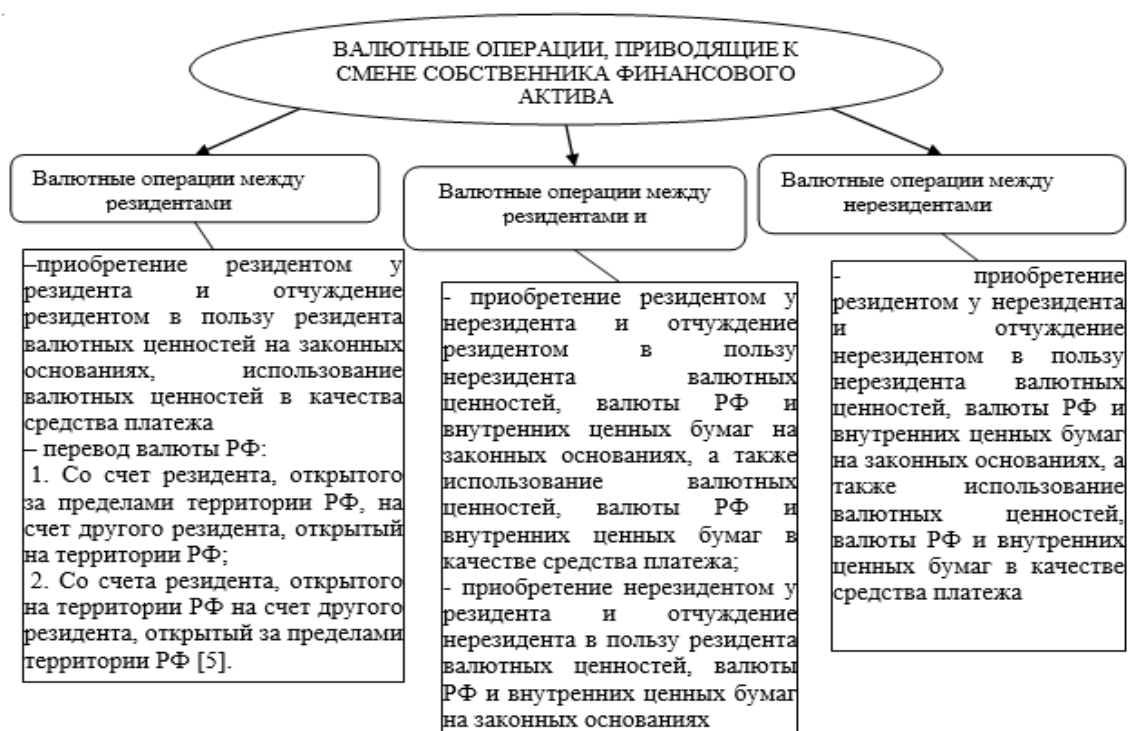 ВАЛЮТНЫЕ ОПЕРАЦИИ, ПРИВОДЯЩИЕ К
СМЕНЕ СОБСТВЕННИКА ФИНАНСОВОГО
АКТИВА
Валютные операции между
резидентами
–приобретение резидентом у
резидента и отчуждение
резидентом в пользу резидента
валютных ценностей на законных
основаниях, использование
валютных ценностей в качества
средства платежа
– перевод валюты РФ:
1. Со счет резидента, открытого
за пределами территории РФ, на
счет другого резидента, открытый
на территории РФ;
2. Со счета резидента, открытого
на территории РФ на счет другого
резидента, открытый за пределами
территории РФ [5].
Валютные операции между
резидентами и
- приобретение резидентом у
нерезидента и отчуждение
резидентом в пользу
нерезидента валютных
ценностей, валюты РФ и
внутренних ценных бумаг на
законных основаниях, а также
использование валютных
ценностей, валюты РФ и
внутренних ценных бумаг в
качестве средства платежа;
- приобретение нерезидентом у
резидента и отчуждение
нерезидента в пользу резидента
валютных ценностей, валюты
РФ и внутренних ценных бумаг
на законных основаниях
Валютные операции между
нерезидентами
- приобретение
резидентом у нерезидента
и отчуждение
нерезидентом в пользу
нерезидента валютных
ценностей, валюты РФ и
внутренних ценных бумаг
на законных основаниях, а
также использование
валютных ценностей,
валюты РФ и внутренних
ценных бумаг в качестве
средства платежа